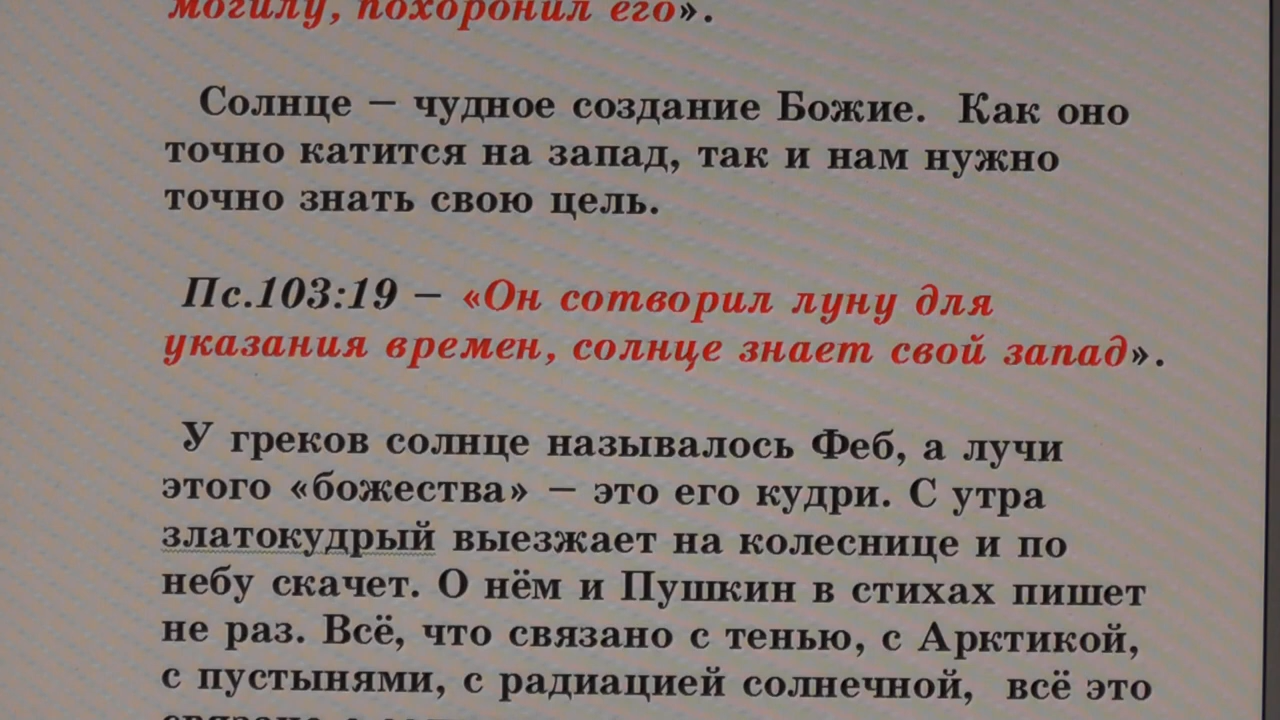 могилу, похоронил его».
Солнце – чудное создание Божие. Как оно
точно катится на запад, так и нам нужно
точно знать свою цель.
Пс.103:19 – «Он сотворил луну для
указания времен, солнце знает свой запад».
У греков солнце называлось Феб, а лучи
этого «божества» – это его кудри. С утра
златокудрый выезжает на колеснице и по
небу скачет. О нём и Пушкин в стихах пишет
не раз. Всё, что связано с тенью, с Арктикой,
с пустынями, с радиацией солнечной, всё это